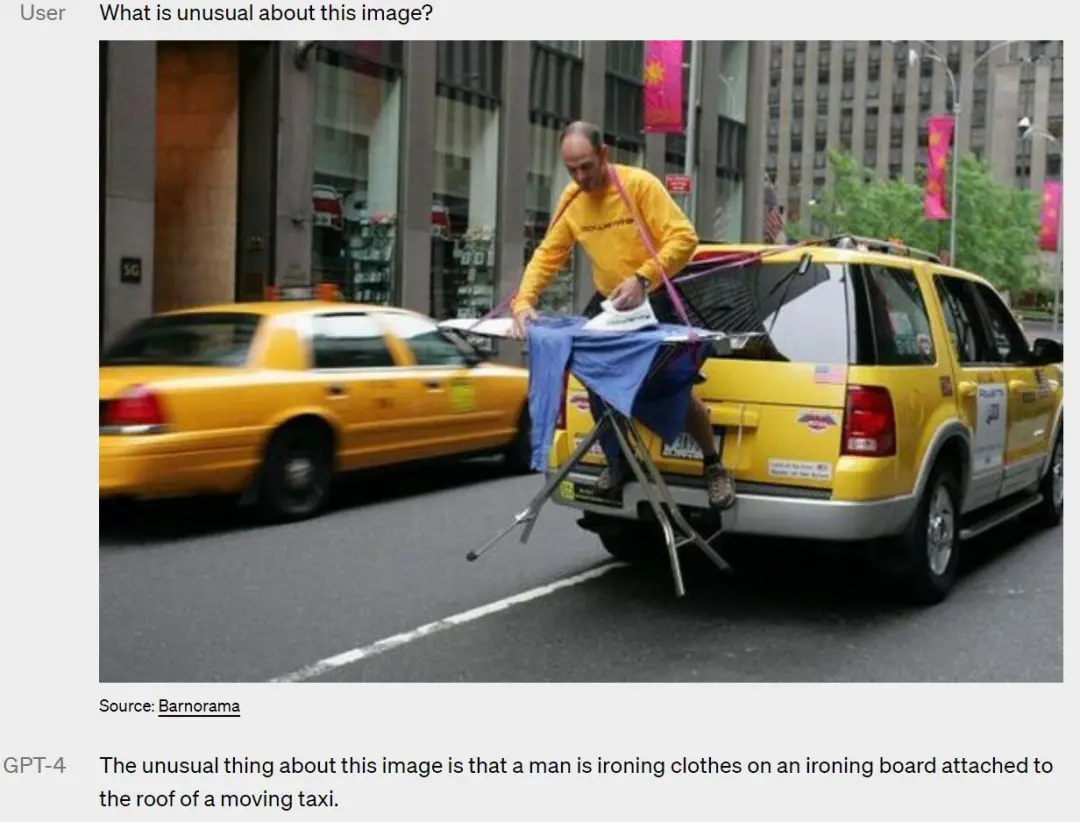 User What is unusual about this image?
SG
Source: Barnorama
GPT-4 The unusual thing about this image is that a man is ironing clothes on an ironing board attached to
the roof of a moving taxi.